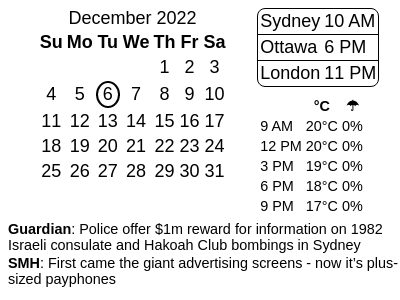 December 2022
Su Mo Tu We Th Fr Sa
1 2 3
4 5 6 7 8 9 10
11 12 13 14 15 16 17
18 19 20 21 22 23 24
25 26 27 28 29 30 31
Sydney 10 AM
Ottawa 6 PM
London 11 PM
°C ☂
9 AM 20°C 0%
12 PM 20°C 0%
3 PM 19°C 0%
6 PM 18°C 0%
9 PM 17°C 0%
Guardian: Police offer $1m reward for information on 1982
Israeli consulate and Hakoah Club bombings in Sydney
SMH: First came the giant advertising screens - now it's plus-
sized payphones